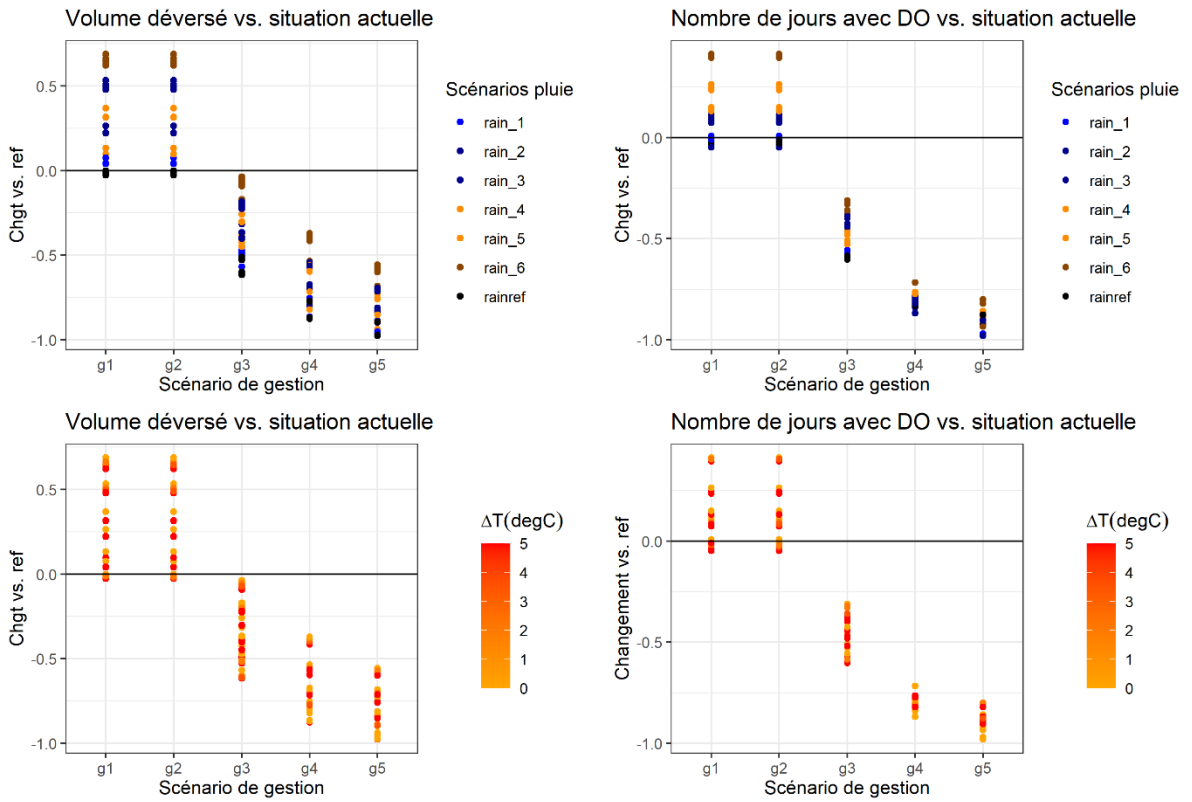 Volume déversé vs. situation actuelle
Chgt vs. ref
0.5
0.0
-0.5
-1.0
g1 g2 g3 g4 g5
Scénario de gestion
Scénarios pluie
rain_1
rain_2
rain_3
rain_4
rain_5
rain_6
rainref
Nombre de jours avec DO vs. situation actuelle
Chgt vs. ref
0.0
-0.5
-1.0
g1 g2 g3 g4 g5
Scénario de gestion
Scénarios pluie
rain_1
rain_2
rain_3
rain_4
rain_5
rain_6
rainref
Volume déversé vs. situation actuelle
Chgt vs. ref
0.5
0.0
-0.5
-1.0
g1 g2 g3 g4 g5
Scénario de gestion
ΔT(degC)
5
4
3
2
1
0
Nombre de jours avec DO vs. situation actuelle
Changement vs. ref
0.0
-0.5
-1.0
g1 g2 g3 g4 g5
Scénario de gestion
ΔT(degC)
5
4
3
2
1
0